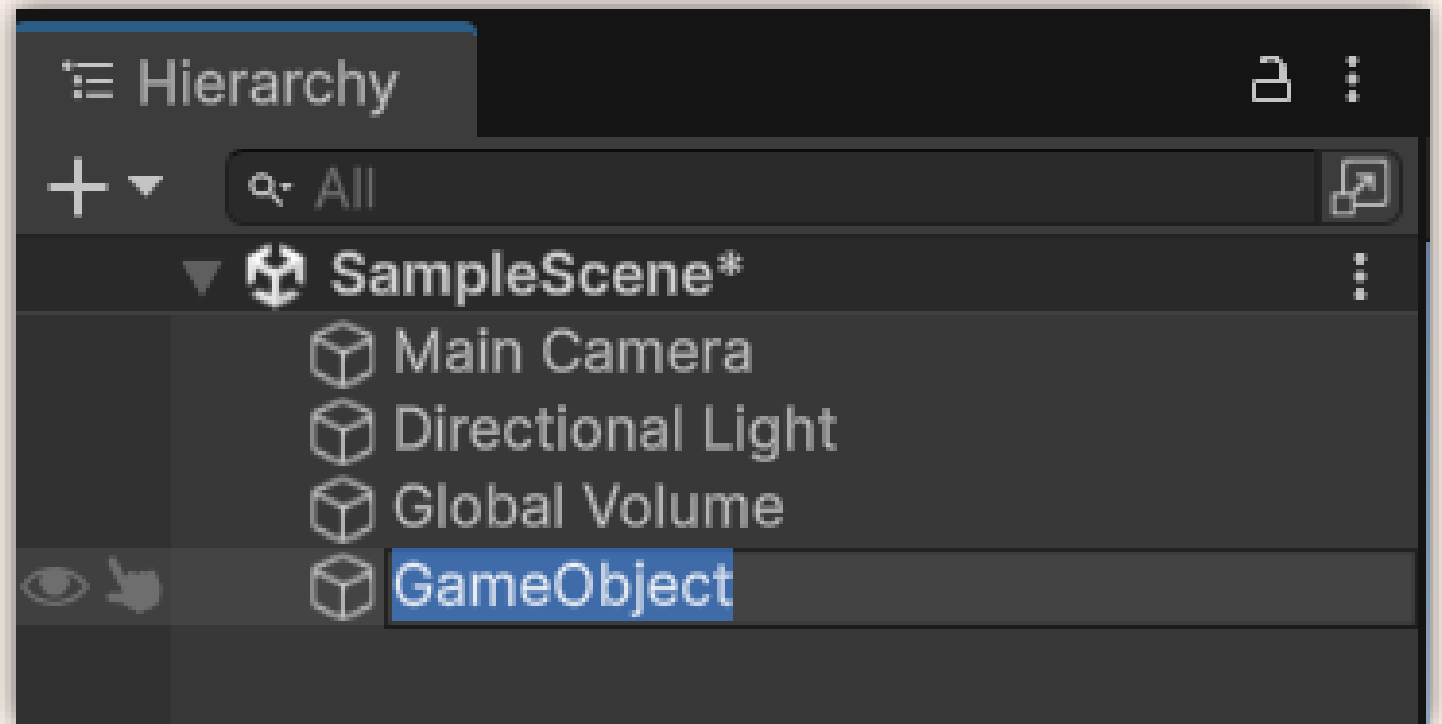 Hierarchy
All
SampleScene*
Main Camera
Directional Light
Global Volume
GameObject